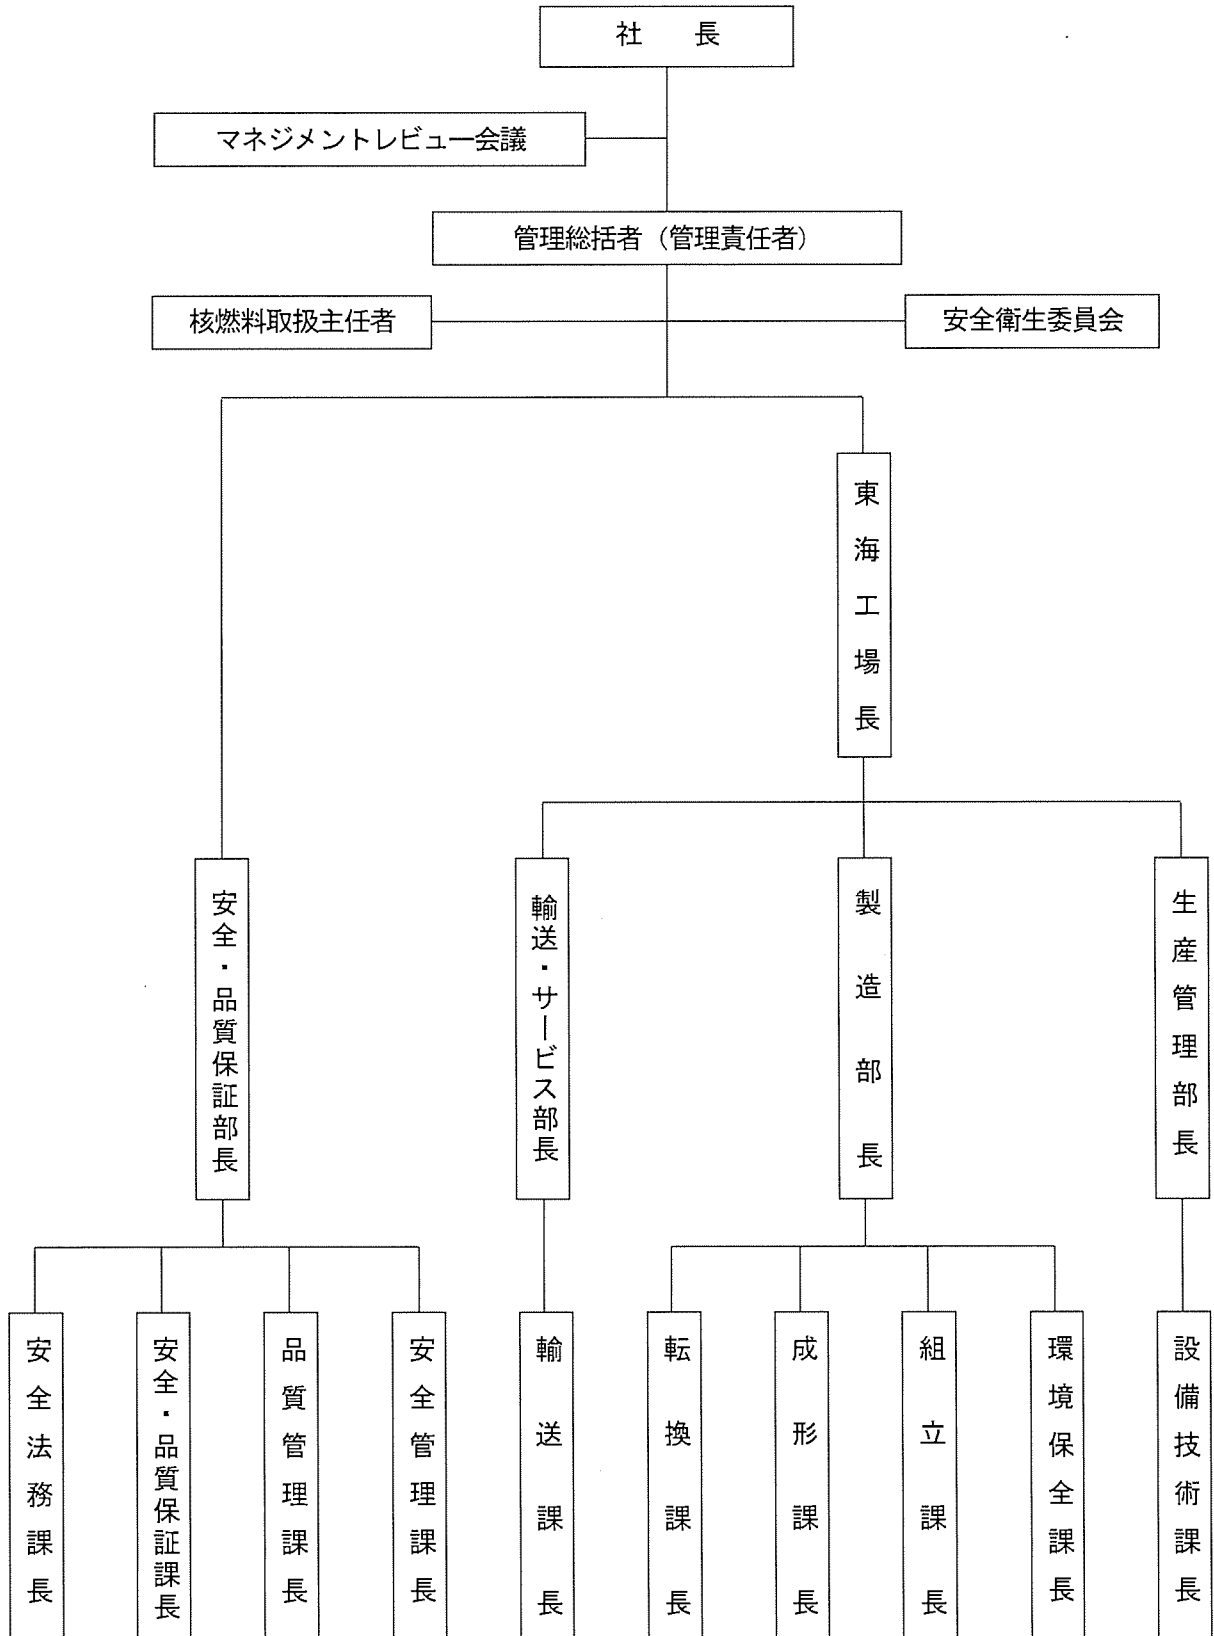 社　長
マネジメントレビュー会議
管理総括者（管理責任者）
核燃料取扱主任者
安全衛生委員会
東海工場長
安全・品質保証部長
輸送・サービス部長
製造部長
生産管理部長
安全法務課長
安全・品質保証課長
品質管理課長
安全管理課長
輸送課長
転換課長
成形課長
組立課長
環境保全課長
設備技術課長